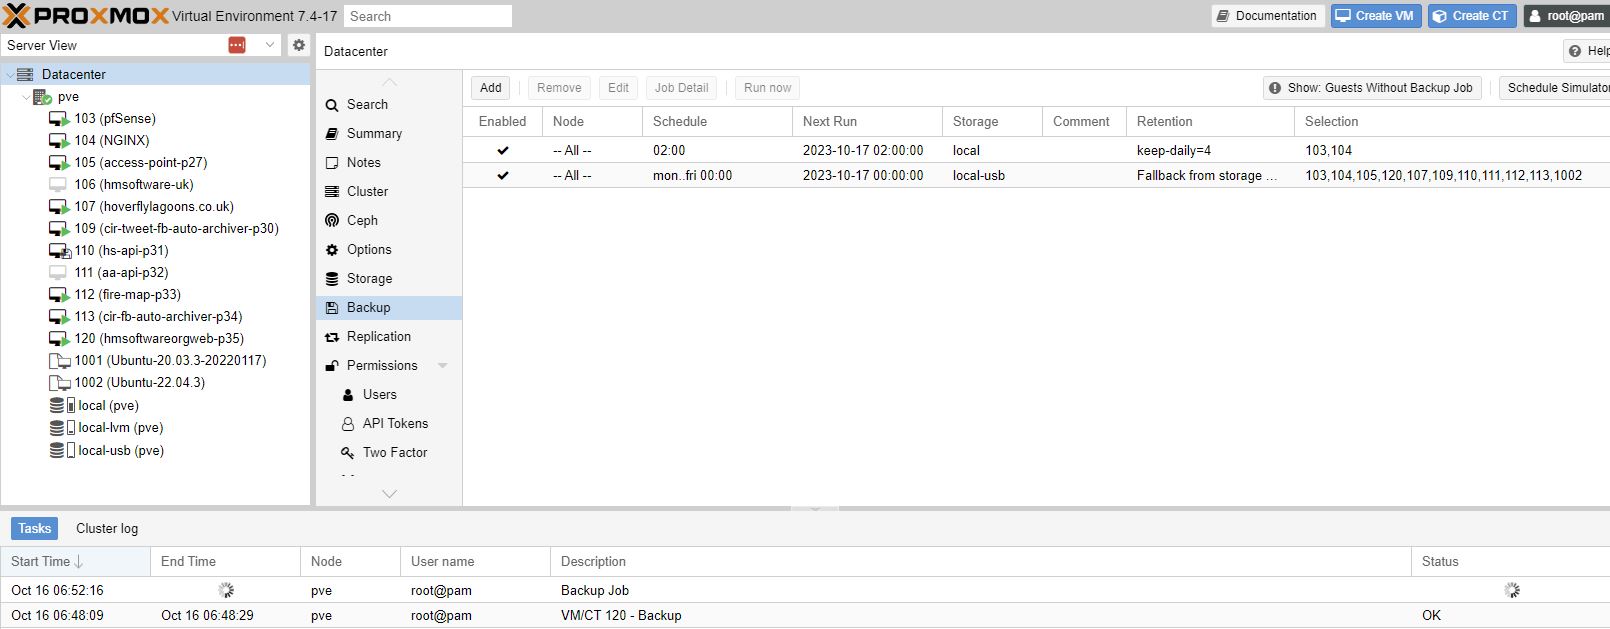 PROXMOX Virtual Environment 7.4-17 Search Documentation Create VM Create CT root@pam
Server View
Datacenter
pve
103 (pfSense)
104 (NGINX)
105 (access-point-p27)
106 (hmsoftware-uk)
107 (hoverflylagoons.co.uk)
109 (cir-tweet-fb-auto-archiver-p30)
110 (hs-api-p31)
111 (aa-api-p32)
112 (fire-map-p33)
113 (cir-fb-auto-archiver-p34)
120 (hmsoftwareorgweb-p35)
1001 (Ubuntu-20.03.3-20220117)
1002 (Ubuntu-22.04.3)
local (pve)
local-lvm (pve)
local-usb (pve)
Datacenter Help
Search
Summary
Notes
Cluster
Ceph
Options
Storage
Backup
Replication
Permissions
Users
API Tokens
Two Factor
Add Remove Edit Job Detail Run now Show: Guests Without Backup Job Schedule Simulator
Enabled Node Schedule Next Run Storage Comment Retention Selection
-- All -- 02:00 2023-10-17 02:00:00 local keep-daily=4 103,104
-- All -- mon..fri 00:00 2023-10-17 00:00:00 local-usb Fallback from storage ... 103,104,105,120,107,109,110,111,112,113,1002
Tasks Cluster log
Start Time End Time Node User name Description Status
Oct 16 06:52:16 pve root@pam Backup Job
Oct 16 06:48:09 Oct 16 06:48:29 pve root@pam VM/CT 120 - Backup OK